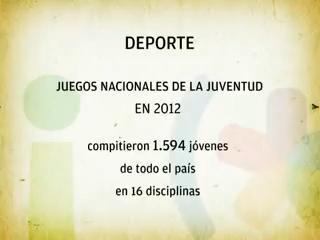 DEPORTE
JUEGOS NACIONALES DE LA JUVENTUD
EN 2012
compitieron 1.594 jóvenes
de todo el país
en 16 disciplinas